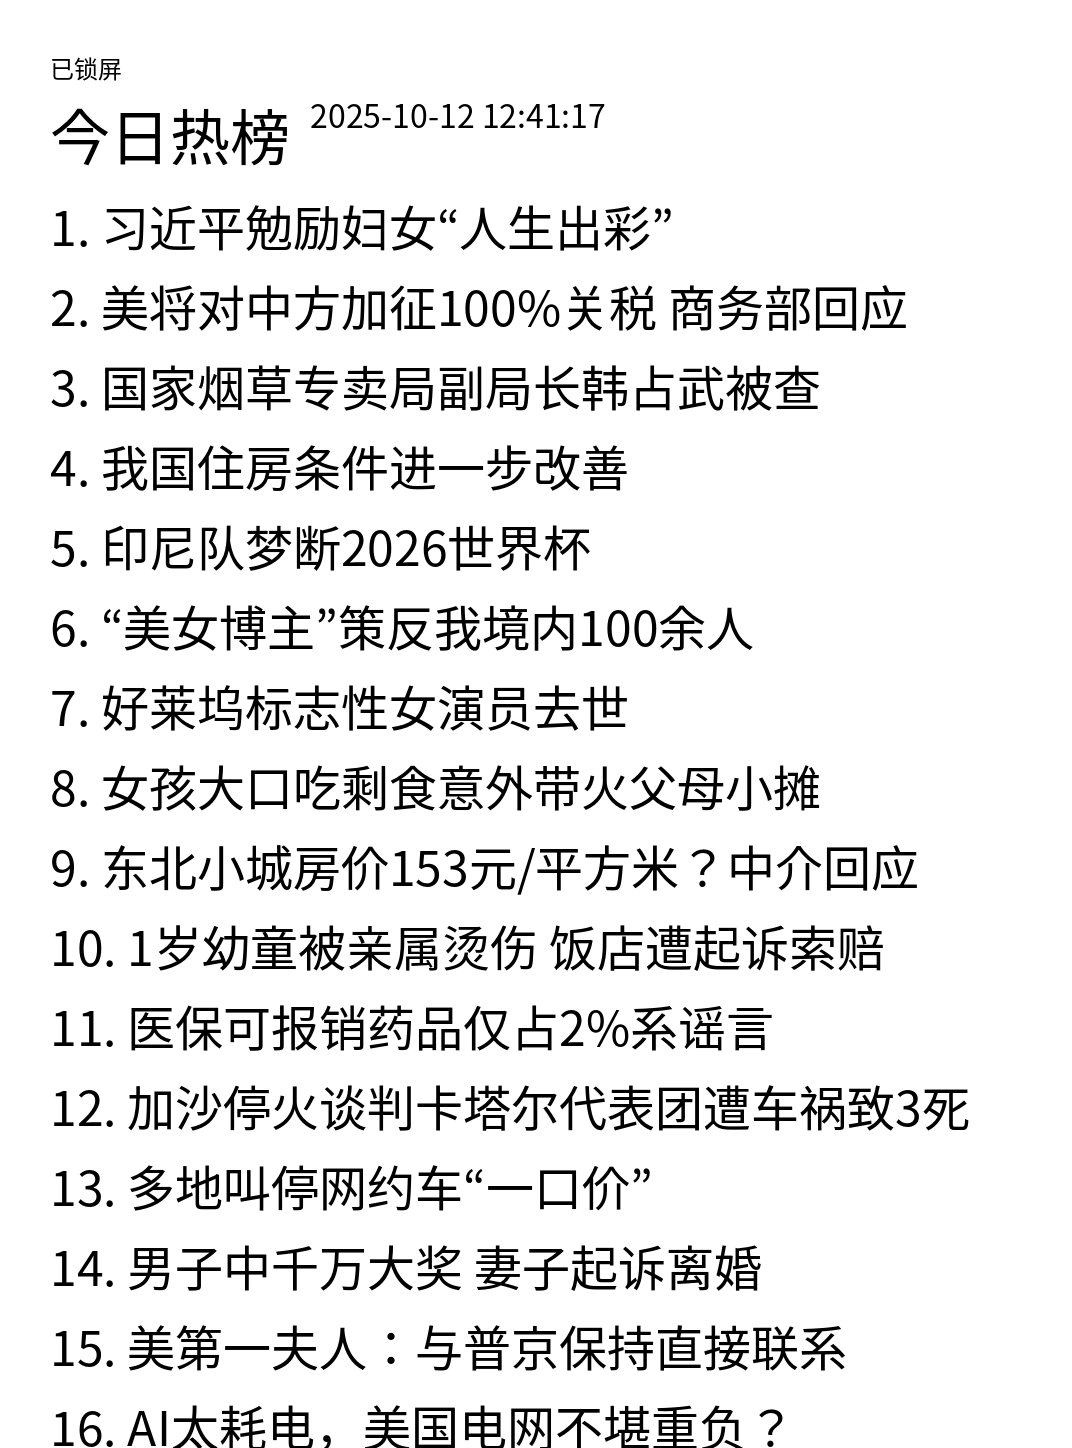 已锁屏
今日热榜 2025-10-12 12:41:17
1. 习近平勉励妇女“人生出彩”
2. 美将对中方加征100%关税 商务部回应
3. 国家烟草专卖局副局长韩占武被查
4. 我国住房条件进一步改善
5. 印尼队梦断2026世界杯
6. “美女博主”策反我境内100余人
7. 好莱坞标志性女演员去世
8. 女孩大口吃剩食意外带火父母小摊
9. 东北小城房价153元/平方米？中介回应
10. 1岁幼童被亲属烫伤 饭店遭起诉索赔
11. 医保可报销药品仅占2%系谣言
12. 加沙停火谈判卡塔尔代表团遭车祸致3死
13. 多地叫停网约车“一口价”
14. 男子中千万大奖 妻子起诉离婚
15. 美第一夫人：与普京保持直接联系
16. AI太耗电，美国电网不堪重负？